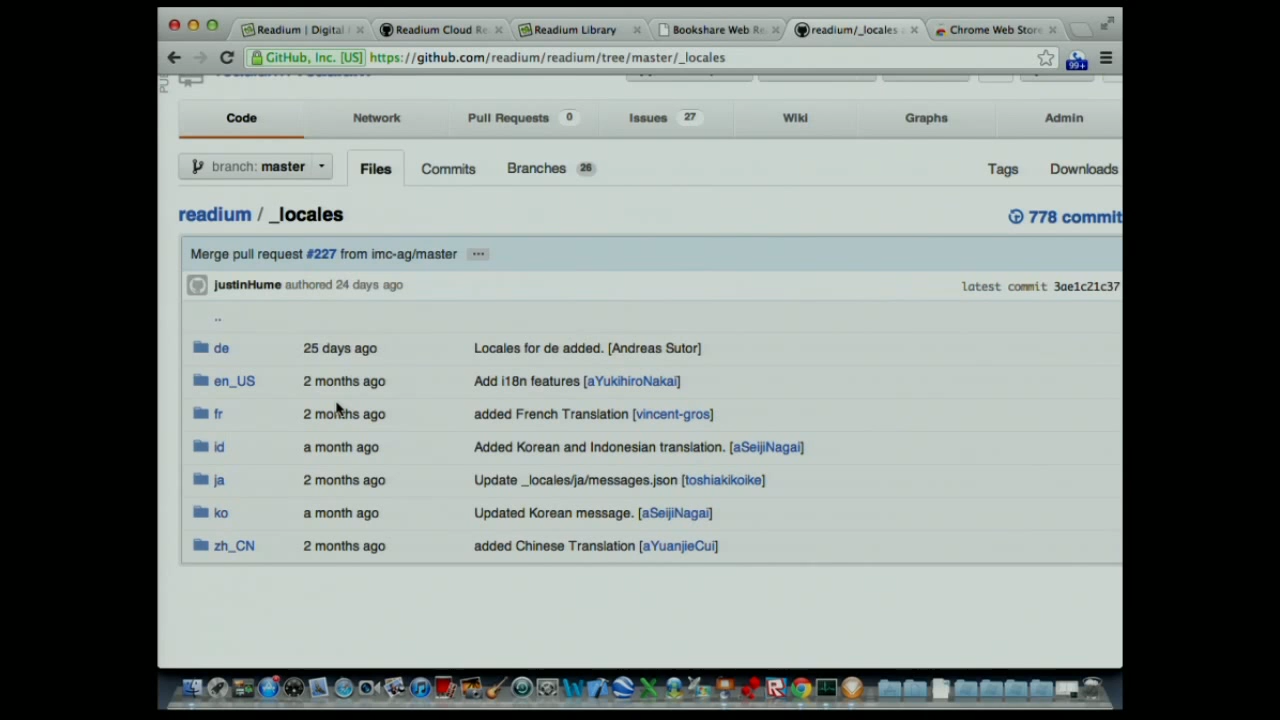 Readium | Digital
Readium Cloud Re
Readium Library
Bookshare Web Re
readium/_locales
Chrome Web Store
GitHub, Inc. [US] https://github.com/readium/readium/tree/master/_locales
99+
Code Network Pull Requests 0 Issues 27 Wiki Graphs Admin
branch: master Files Commits Branches 26 Tags Downloads
readium / _locales 778 commit
Merge pull request #227 from imc-ag/master ...
justinHume authored 24 days ago latest commit 3ae1c21c37
..
de 25 days ago Locales for de added. [Andreas Sutor]
en_US 2 months ago Add i18n features [aYukihiroNakai]
fr 2 months ago added French Translation [vincent-gros]
id a month ago Added Korean and Indonesian translation. [aSeijiNagai]
ja 2 months ago Update _locales/ja/messages.json [toshiakikoike]
ko a month ago Updated Korean message. [aSeijiNagai]
zh_CN 2 months ago added Chinese Translation [aYuanjieCui]